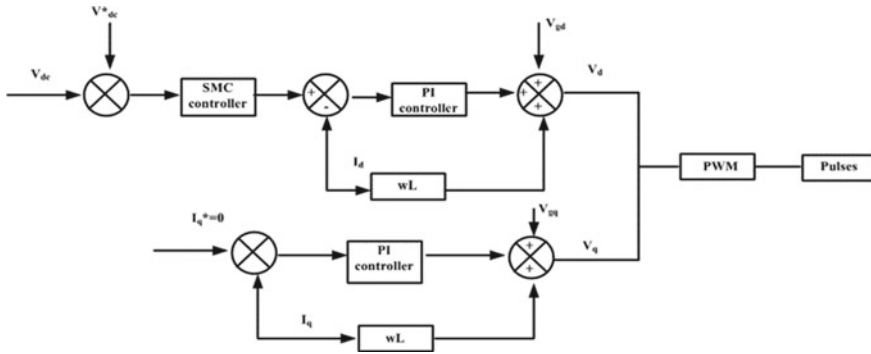 V*dc
Vdc
SMC
controller
+
-
PI
controller
Vgd
+
+
+
Vd
Id
wL
PWM
Pulses
Iq*=0
PI
controller
Vgq
+
+
Vq
Iq
wL